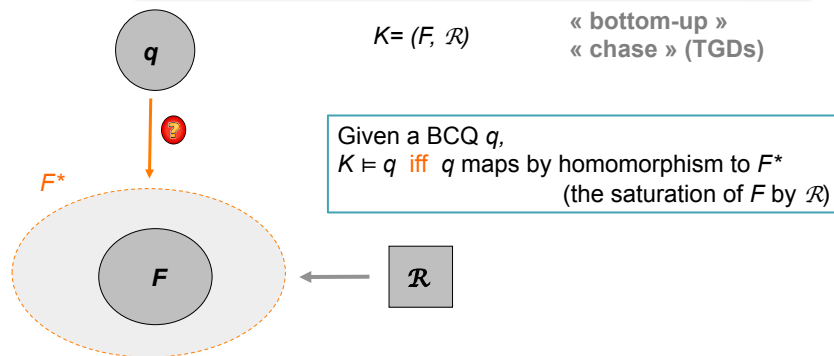 q
K= (F, ℛ)
« bottom-up »
« chase » (TGDs)
?
Given a BCQ q,
K ⊨ q iff q maps by homomorphism to F*
(the saturation of F by ℛ)
F*
F
ℛ